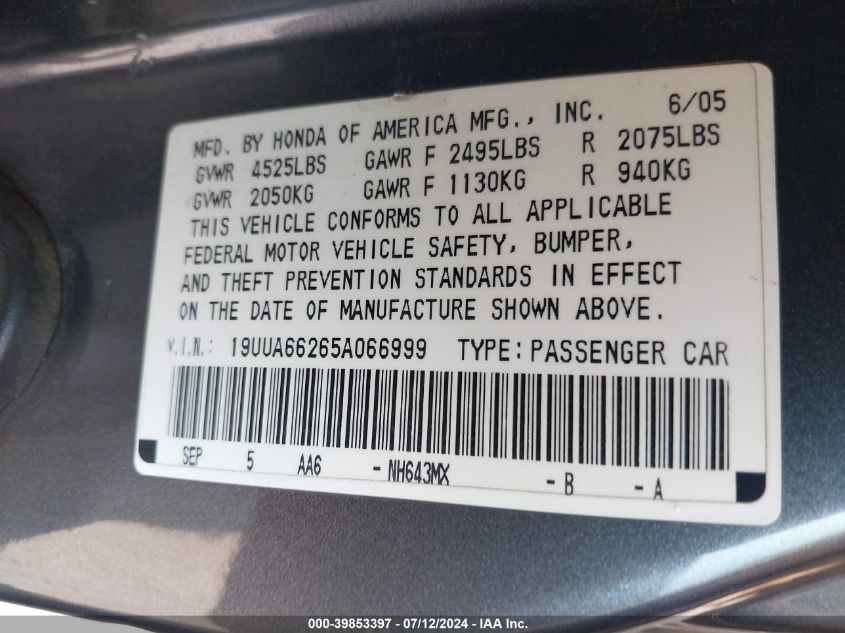 MFD. BY HONDA OF AMERICA MFG., INC. 6/05
GVWR 4525LBS GAWR F 2495LBS R 2075LBS
GVWR 2050KG GAWR F 1130KG R 940KG
THIS VEHICLE CONFORMS TO ALL APPLICABLE
FEDERAL MOTOR VEHICLE SAFETY, BUMPER,
AND THEFT PREVENTION STANDARDS IN EFFECT
ON THE DATE OF MANUFACTURE SHOWN ABOVE.
V.I.N.: 19UUA66265A066999 TYPE: PASSENGER CAR
SEP 5 AA6 - NH643MX - B - A
000-39853397 - 07/12/2024 - IAA Inc.